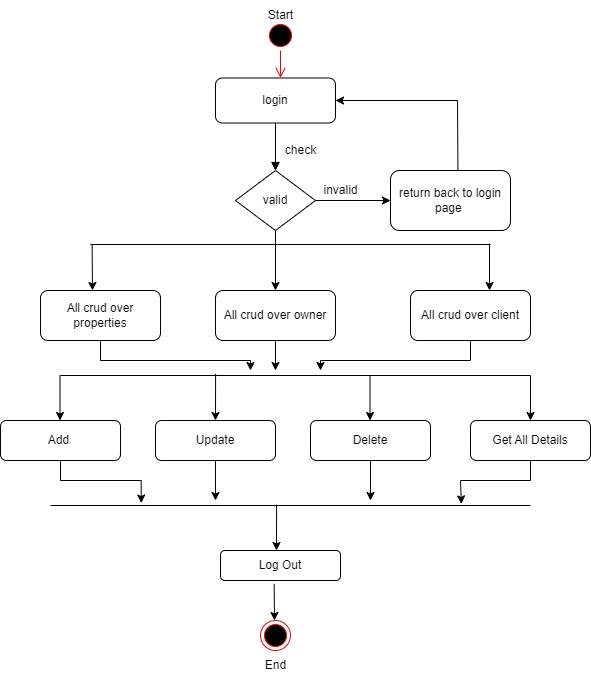 Start
login
check
valid
invalid
return back to login
page
All crud over
properties
All crud over owner
All crud over client
Add
Update
Delete
Get All Details
Log Out
End